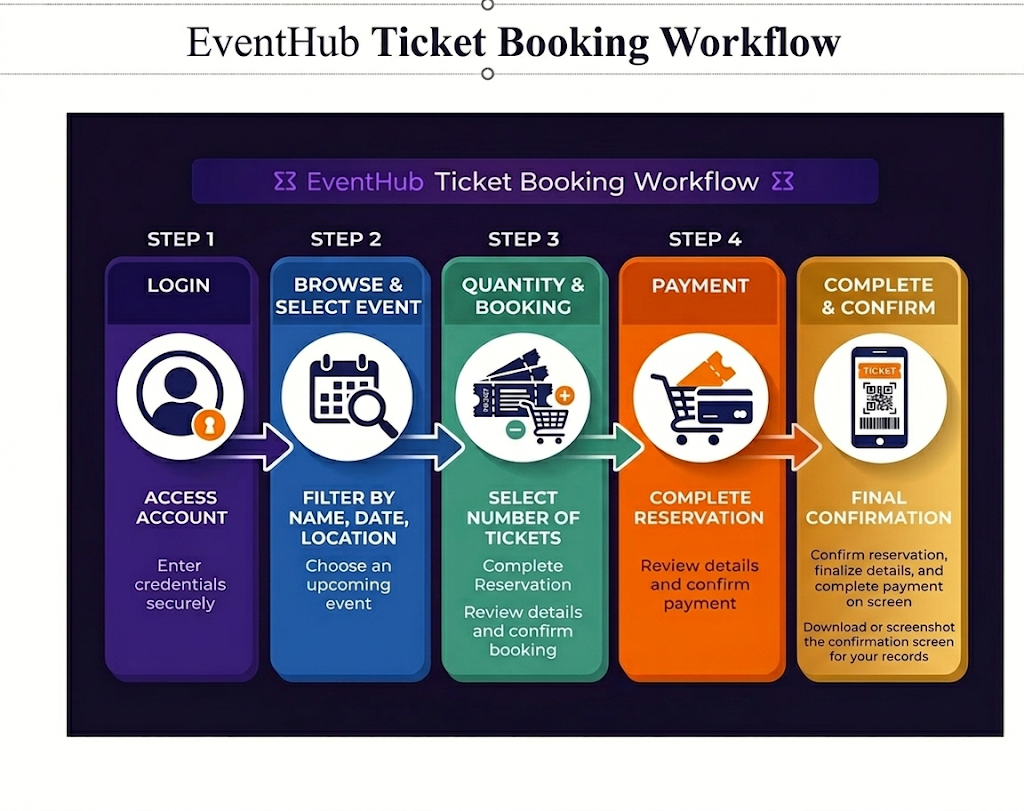 EventHub Ticket Booking Workflow
EventHub Ticket Booking Workflow
STEP 1
LOGIN
ACCESS
ACCOUNT
Enter
credentials
securely
STEP 2
BROWSE &
SELECT EVENT
FILTER BY
NAME, DATE,
LOCATION
Choose an
upcoming
event
STEP 3
QUANTITY &
BOOKING
SELECT
NUMBER OF
TICKETS
Complete
Reservation
Review details
and confirm
booking
STEP 4
PAYMENT
COMPLETE
RESERVATION
Review details
and confirm
payment
COMPLETE
& CONFIRM
TICKET
FINAL
CONFIRMATION
Confirm reservation,
finalize details, and
complete payment
on screen
Download or screenshot
the confirmation screen
for your records